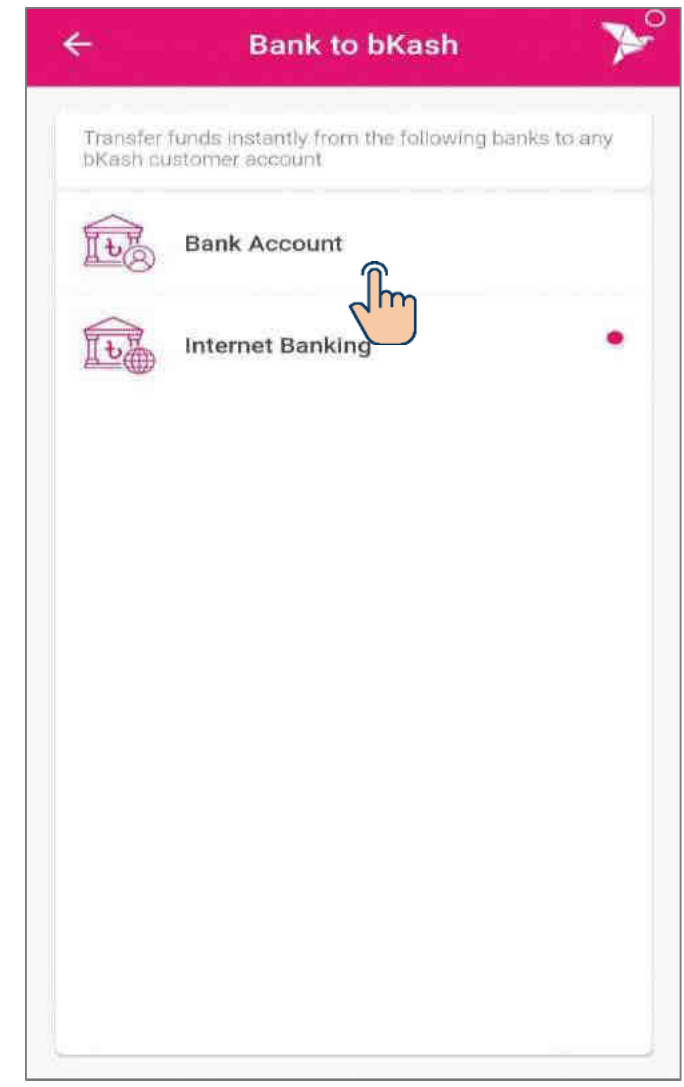 Bank to bKash
Transfer funds instantly from the following banks to any
bKash customer account
Bank Account
Internet Banking